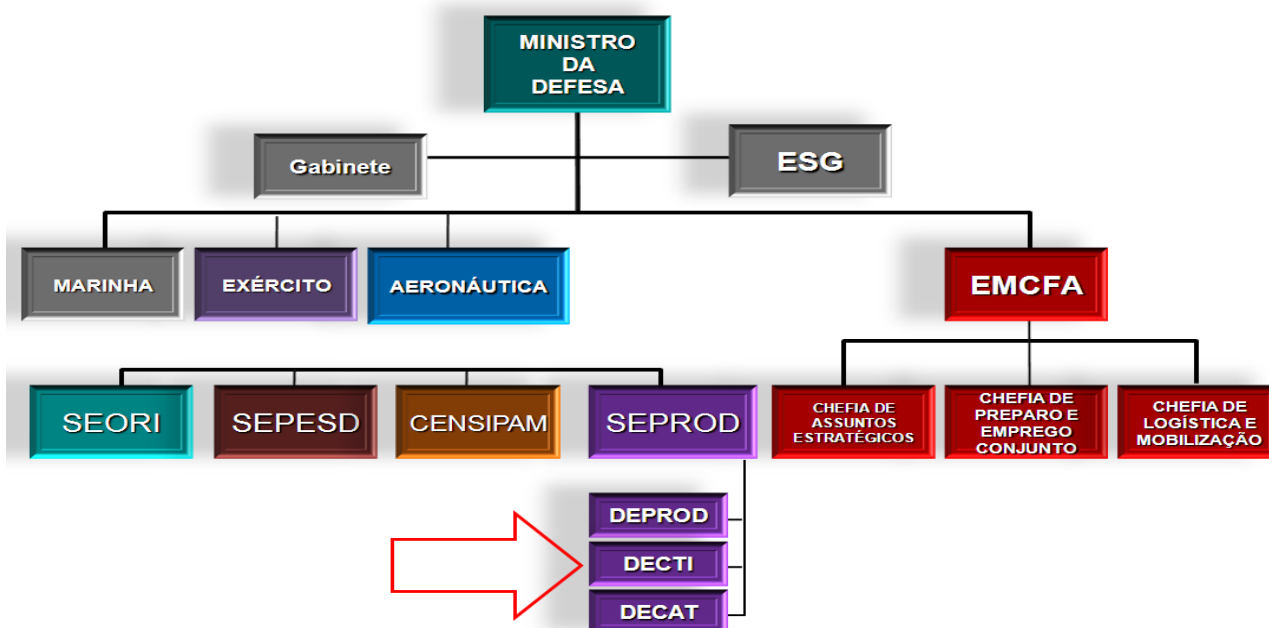 MINISTRO
DA
DEFESA
Gabinete
ESG
MARINHA
EXÉRCITO
AERONÁUTICA
EMCFA
SEORI
SEPESD
CENSIPAM
SEPROD
CHEFIA DE
ASSUNTOS
ESTRATÉGICOS
CHEFIA DE
PREPARO E
EMPREGO
CONJUNTO
CHEFIA DE
LOGÍSTICA E
MOBILIZAÇÃO
DEPROD
DECTI
DECAT